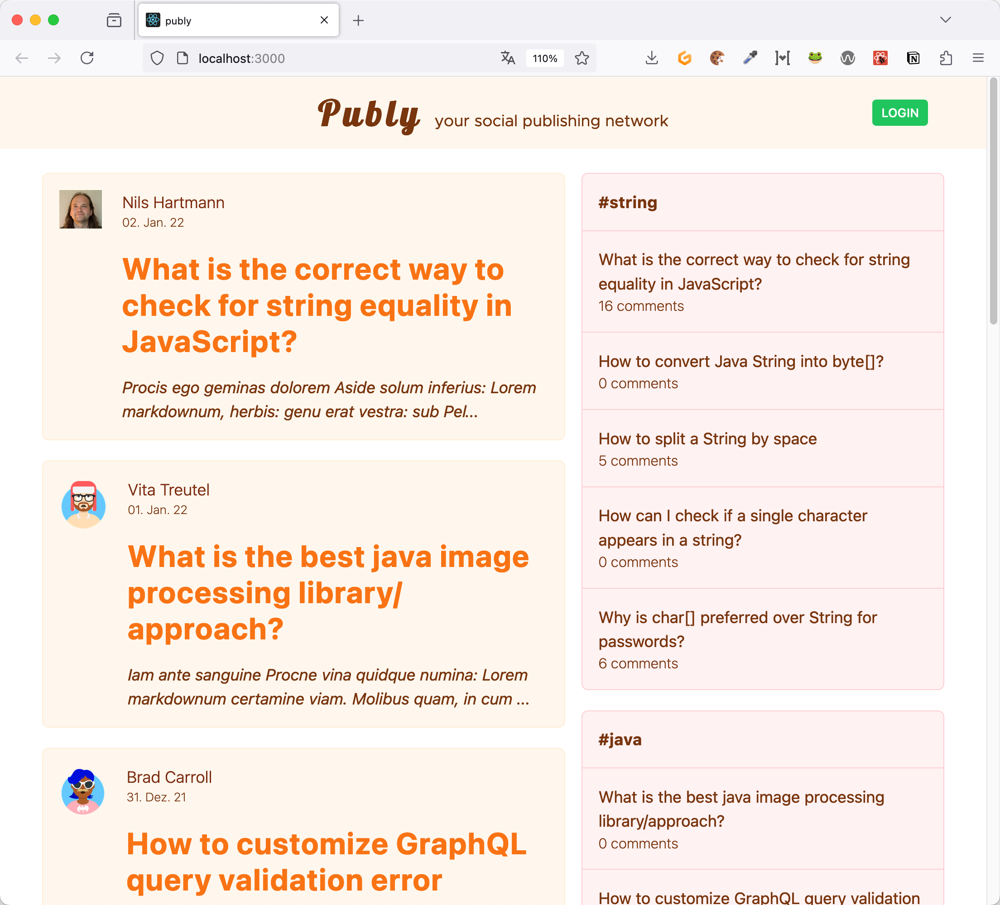 publy
localhost:3000
110%
Publy your social publishing network
LOGIN
Nils Hartmann
02. Jan. 22
What is the correct way to
check for string equality in
JavaScript?
Procis ego geminas dolorem Aside solum inferius: Lorem
markdownum, herbis: genu erat vestra: sub Pel...
Vita Treutel
01. Jan. 22
What is the best java image
processing library/
approach?
Iam ante sanguine Procne vina quidque numina: Lorem
markdownum certamine viam. Molibus quam, in cum ...
Brad Carroll
31. Dez. 21
How to customize GraphQL
query validation error
#string
What is the correct way to check for string
equality in JavaScript?
16 comments
How to convert Java String into byte[]?
0 comments
How to split a String by space
5 comments
How can I check if a single character
appears in a string?
0 comments
Why is char[] preferred over String for
passwords?
6 comments
#java
What is the best java image processing
library/approach?
0 comments
How to customize GraphQL query validation